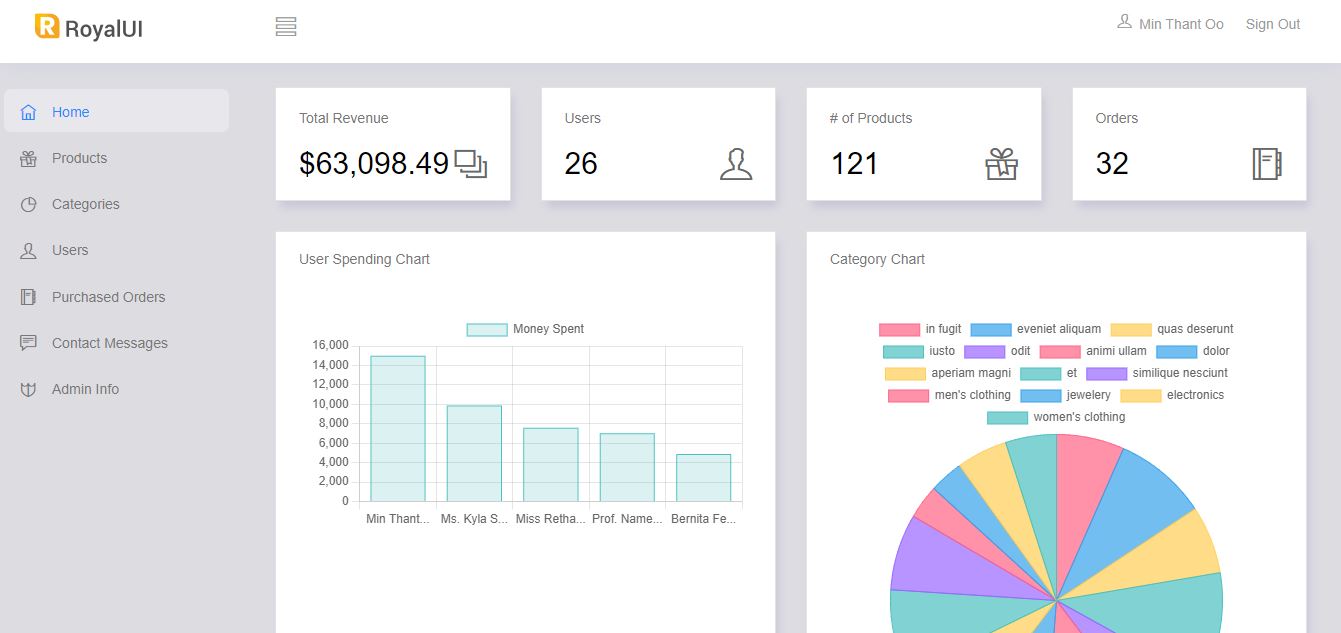 RoyalUI
Min Thant Oo Sign Out
Home
Products
Categories
Users
Purchased Orders
Contact Messages
Admin Info
Total Revenue
$63,098.49
Users
26
# of Products
121
Orders
32
User Spending Chart
Money Spent
16,000
14,000
12,000
10,000
8,000
6,000
4,000
2,000
0
Min Thant... Ms. Kyla S... Miss Retha... Prof. Name... Bernita Fe...
Category Chart
in fugit eveniet aliquam quas deserunt
iusto odit animi ullam dolor
aperiam magni et similique nesciunt
men's clothing jewelery electronics
women's clothing